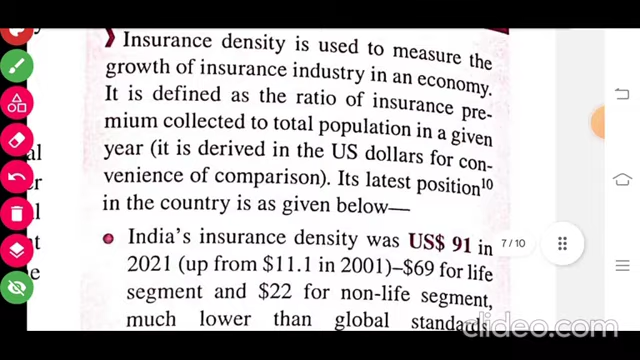 Insurance density is used to measure the
growth of insurance industry in an economy.
It is defined as the ratio of insurance pre-
mium collected to total population in a given
year (it is derived in the US dollars for con-
venience of comparison). Its latest position10
in the country is as given below—
• India's insurance density was US$ 91 in
2021 (up from $11.1 in 2001)–$69 for life
segment and $22 for non-life segment,
much lower than global standards
7/10
clideo.com